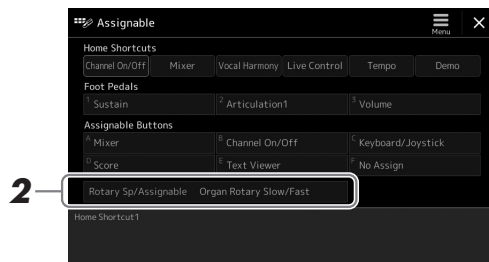 Assignable
Menu
Home Shortcuts
Channel On/Off Mixer Vocal Harmony Live Control Tempo Demo
Foot Pedals
1 Sustain 2 Articulation1 3 Volume
Assignable Buttons
A Mixer B Channel On/Off C Keyboard/Joystick
D Score E Text Viewer F No Assign
2 Rotary Sp/Assignable Organ Rotary Slow/Fast
Home Shortcut1